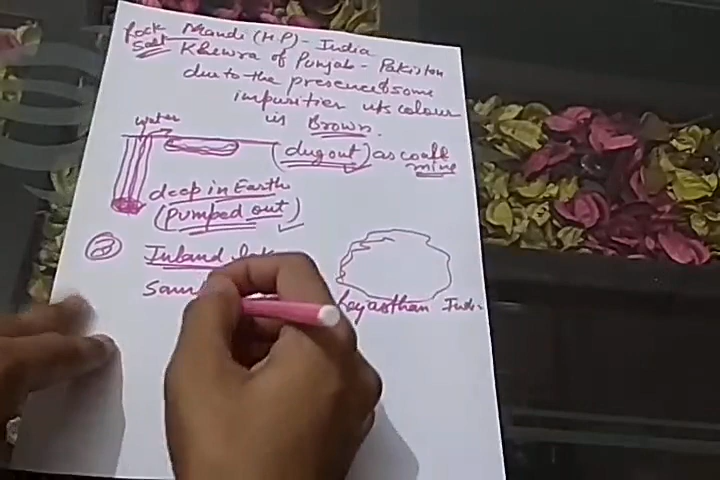 Rock Mandi (H.P) - India
Salt Khewra of Punjab - Pakistan
due to the presence of some
impurities its colour
is Brown.
water
(dug out) as coal
mine
deep in Earth
(Pumped out)
2 Inland
Rajasthan